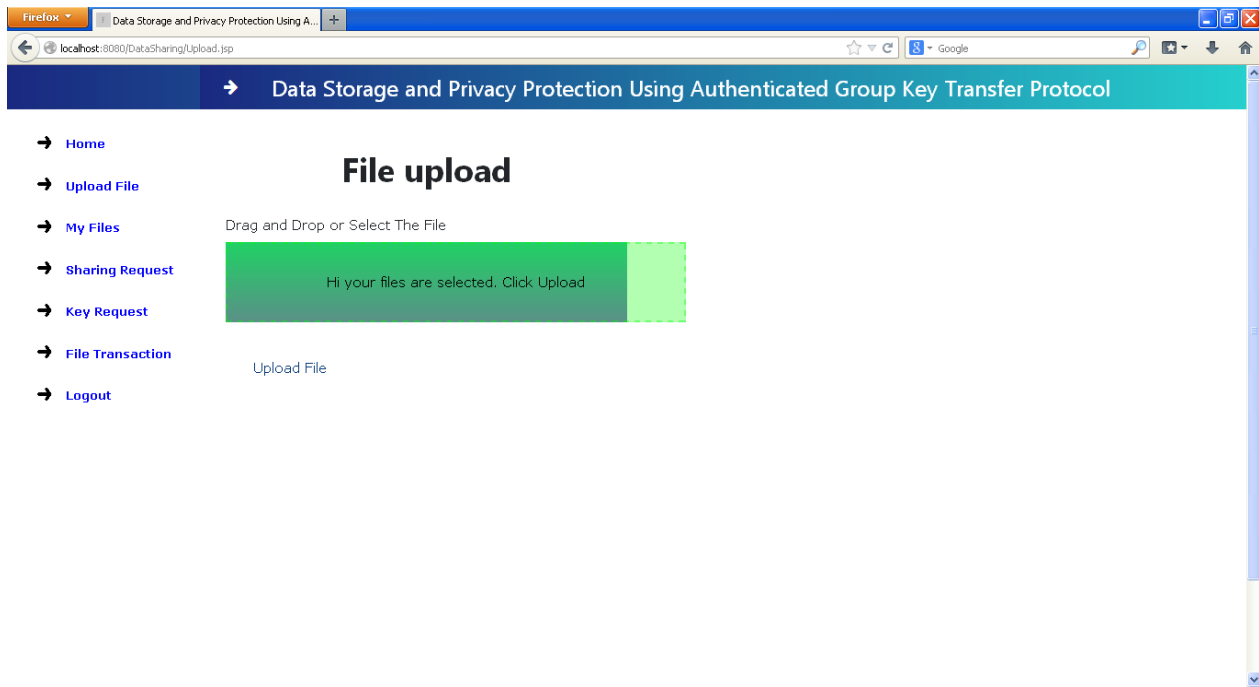 Firefox
Data Storage and Privacy Protection Using A...
localhost:8080/DataSharing/Upload.jsp
Google
Data Storage and Privacy Protection Using Authenticated Group Key Transfer Protocol
Home
Upload File
My Files
Sharing Request
Key Request
File Transaction
Logout
File upload
Drag and Drop or Select The File
Hi your files are selected. Click Upload
Upload File